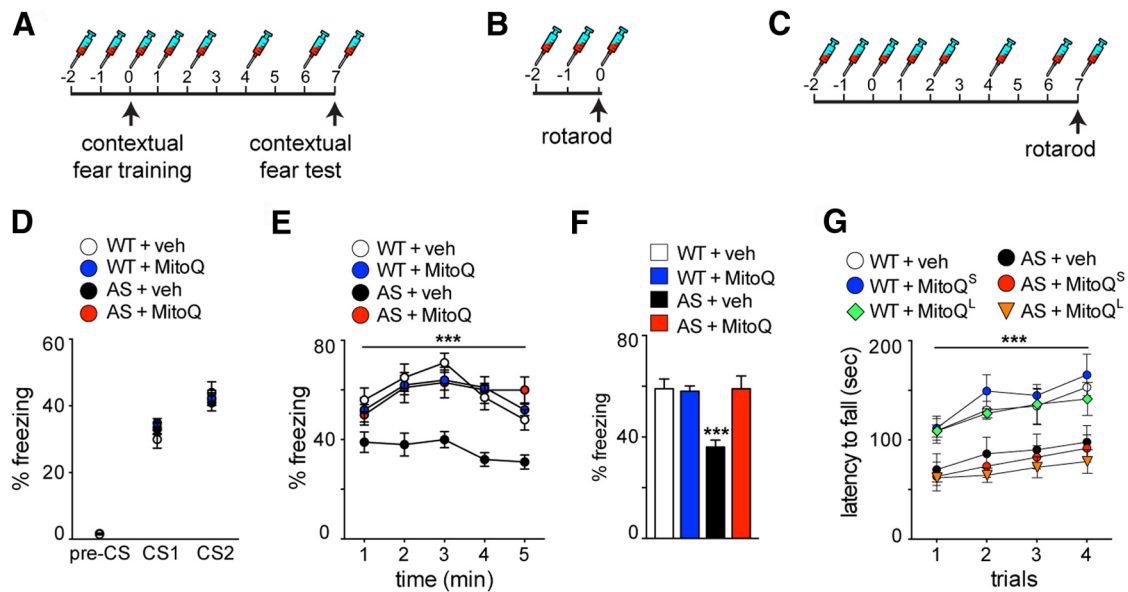 A
-2 -1 0 1 2 3 4 5 6 7
contextual
fear training
contextual
fear test
B
-2 -1 0
rotarod
C
-2 -1 0 1 2 3 4 5 6 7
rotarod
D
WT + veh
WT + MitoQ
AS + veh
AS + MitoQ
% freezing
60
40
20
0
pre-CS CS1 CS2
E
WT + veh
WT + MitoQ
AS + veh
AS + MitoQ
% freezing
80
40
0
***
1 2 3 4 5
time (min)
F
WT + veh
WT + MitoQ
AS + veh
AS + MitoQ
% freezing
80
40
0
***
G
WT + veh
WT + MitoQS
WT + MitoQL
AS + veh
AS + MitoQS
AS + MitoQL
latency to fall (sec)
200
100
0
***
1 2 3 4
trials